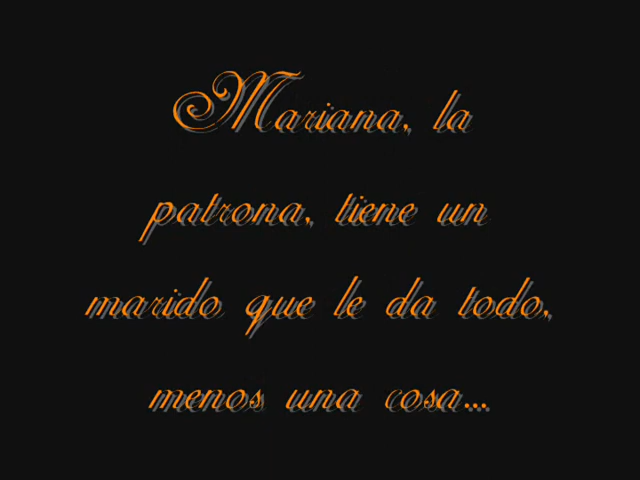 Mariana, la
patrona, tiene un
marido que le da todo,
menos una cosa...